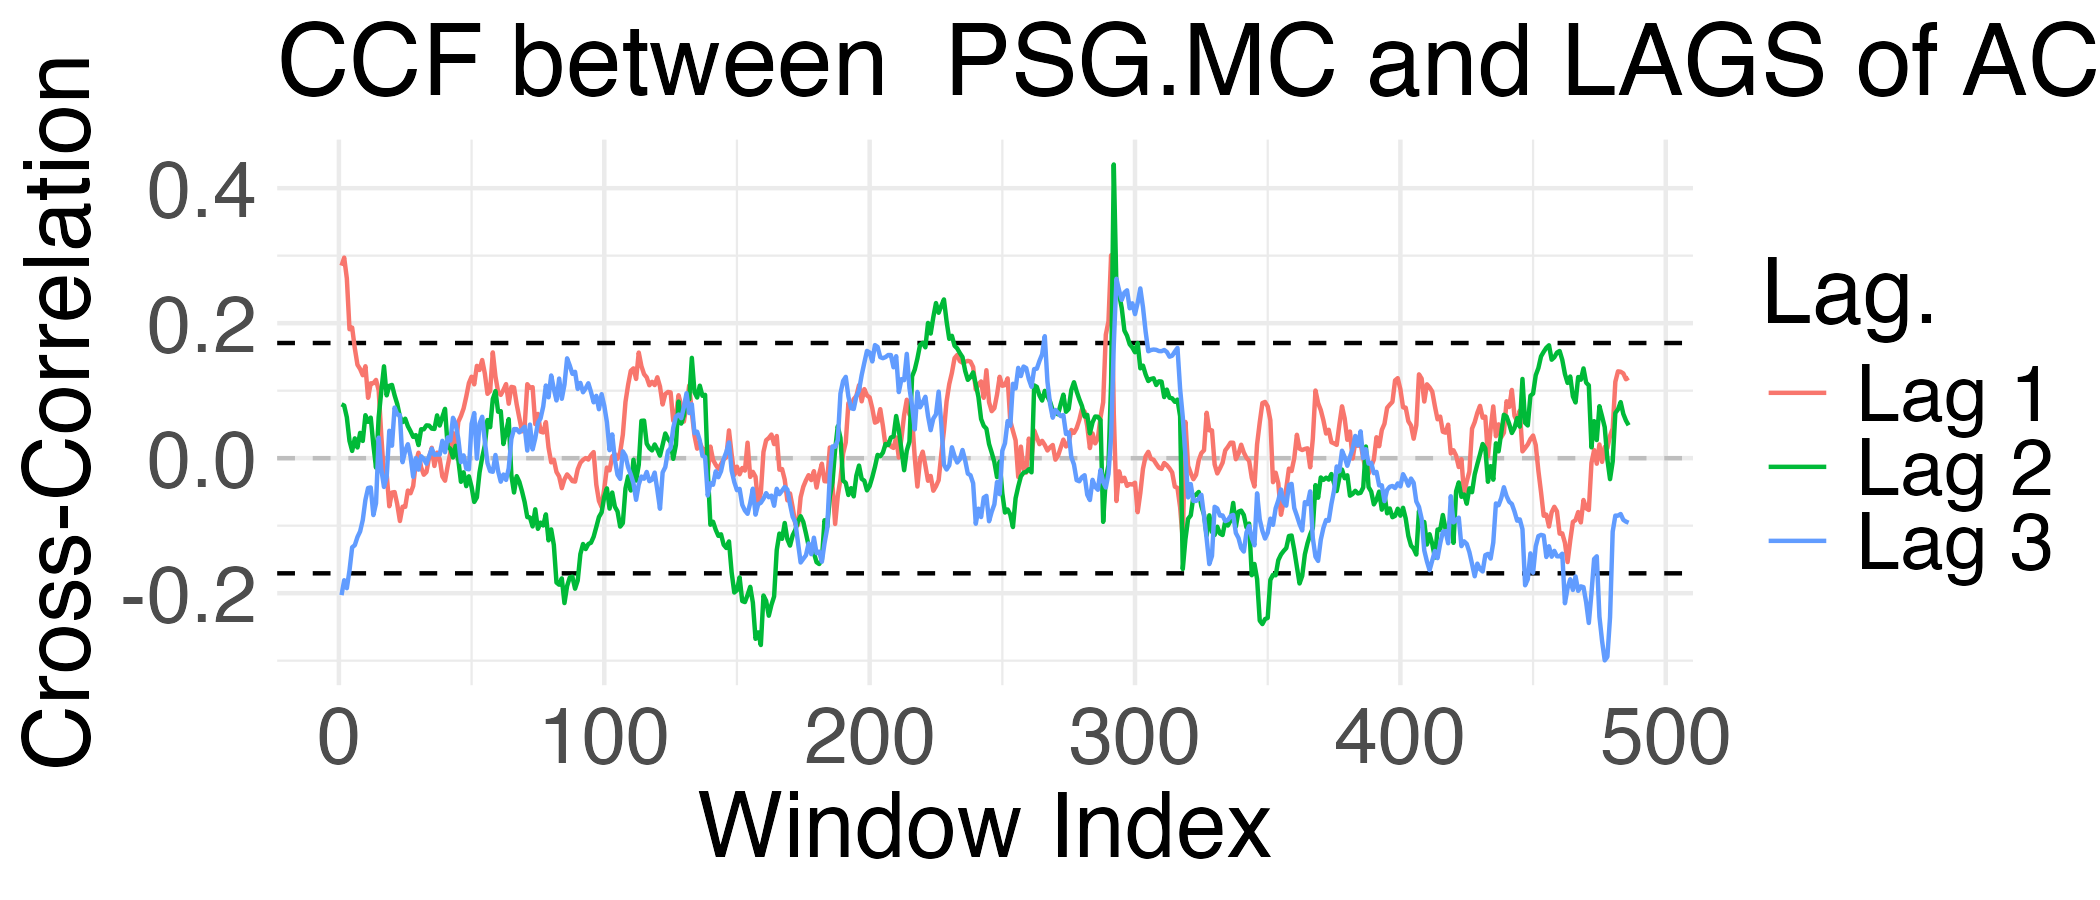 CCF between  PSG.MC and LAGS of AC
Cross-Correlation
0.4
0.2
0.0
-0.2
0 100 200 300 400 500
Window Index
Lag.
Lag 1
Lag 2
Lag 3